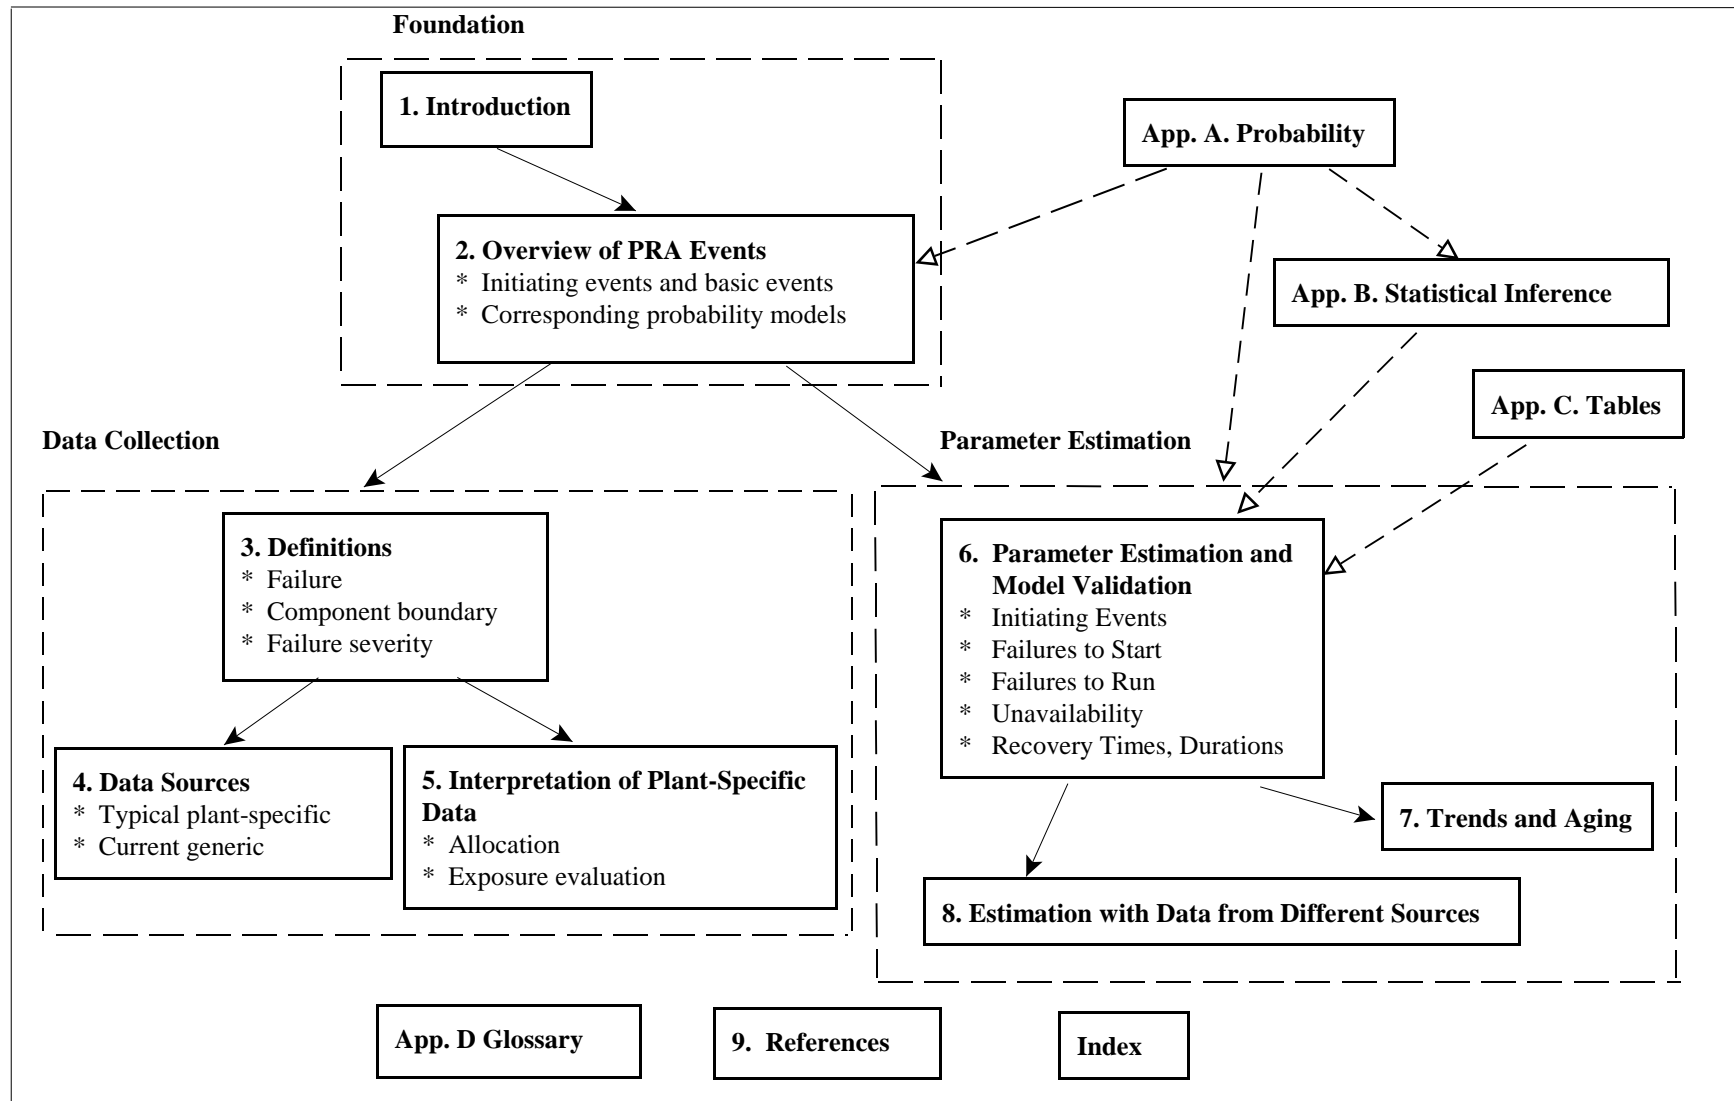 Foundation
1. Introduction
App. A. Probability
2. Overview of PRA Events
* Initiating events and basic events
* Corresponding probability models
App. B. Statistical Inference
App. C. Tables
Data Collection
Parameter Estimation
3. Definitions
* Failure
* Component boundary
* Failure severity
4. Data Sources
* Typical plant-specific
* Current generic
5. Interpretation of Plant-Specific
Data
* Allocation
* Exposure evaluation
6. Parameter Estimation and
Model Validation
* Initiating Events
* Failures to Start
* Failures to Run
* Unavailability
* Recovery Times, Durations
7. Trends and Aging
8. Estimation with Data from Different Sources
App. D Glossary
9. References
Index